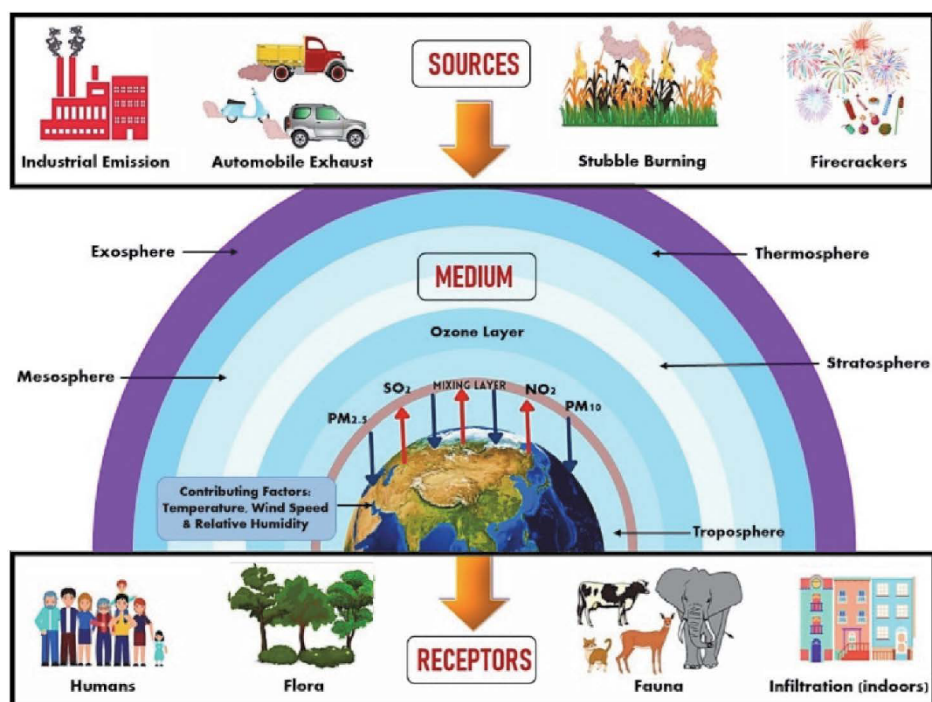 SOURCES
Industrial Emission
Automobile Exhaust
Stubble Burning
Firecrackers
Exosphere
Thermosphere
MEDIUM
Ozone Layer
Mesosphere
Stratosphere
SO2
MIXING LAYER
NO2
PM2.5
PM10
Contributing Factors:
Temperature, Wind Speed
& Relative Humidity
Troposphere
RECEPTORS
Humans
Flora
Fauna
Infiltration (indoors)